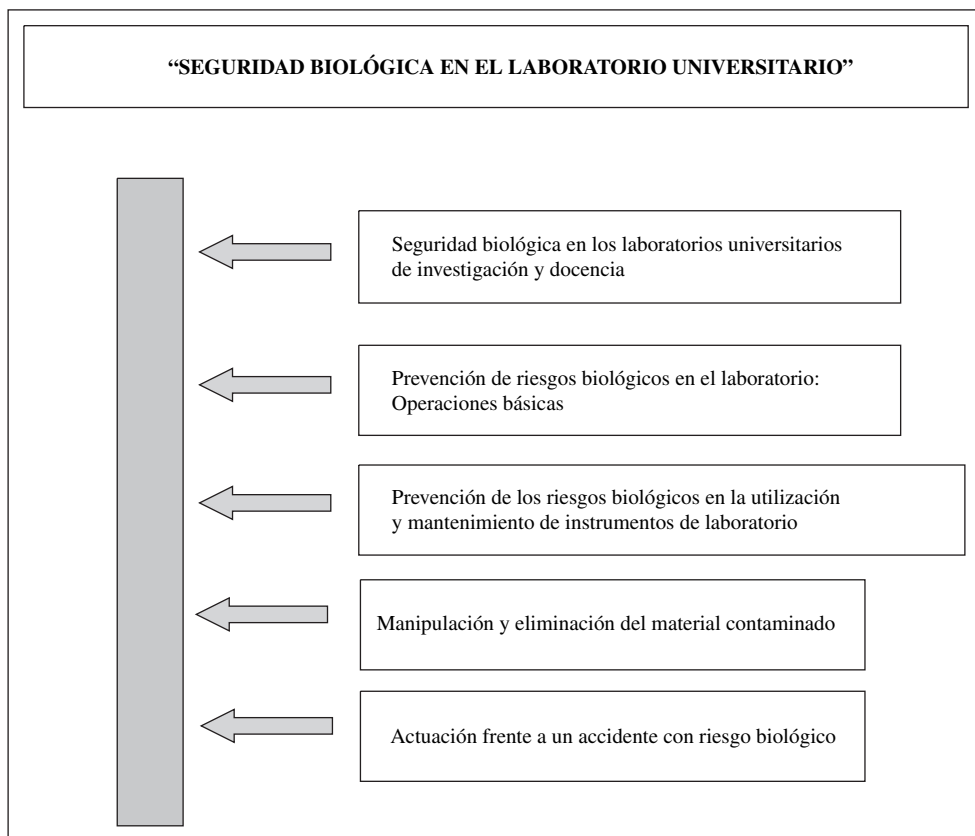 “SEGURIDAD BIOLÓGICA EN EL LABORATORIO UNIVERSITARIO”
Seguridad biológica en los laboratorios universitarios
de investigación y docencia
Prevención de riesgos biológicos en el laboratorio:
Operaciones básicas
Prevención de los riesgos biológicos en la utilización
y mantenimiento de instrumentos de laboratorio
Manipulación y eliminación del material contaminado
Actuación frente a un accidente con riesgo biológico